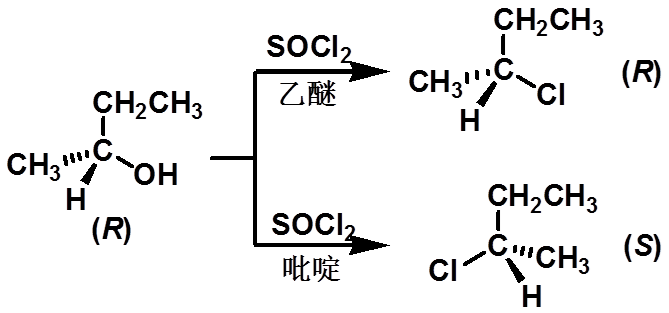 CH₂CH₃
CH₃ C OH
H
(R)
SOCl₂
乙醚
CH₂CH₃
CH₃ C Cl
H
(R)
SOCl₂
吡啶
CH₂CH₃
Cl C CH₃
H
(S)